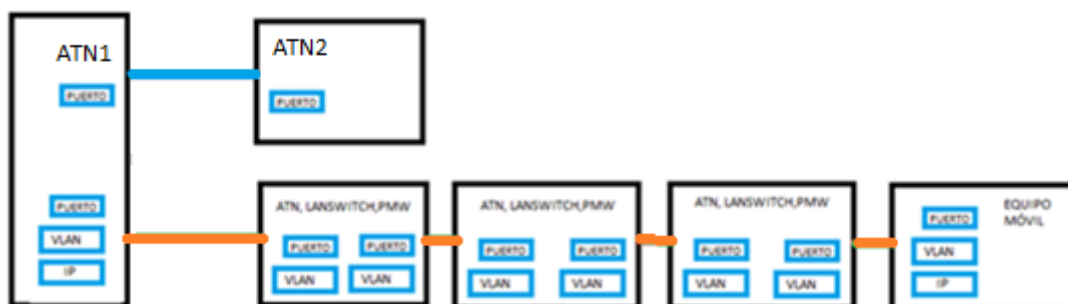 ATN1
PUERTO
PUERTO
VLAN
IP
ATN2
PUERTO
ATN, LANSWITCH,PMW
PUERTO PUERTO
VLAN VLAN
ATN, LANSWITCH,PMW
PUERTO PUERTO
VLAN VLAN
ATN, LANSWITCH,PMW
PUERTO PUERTO
VLAN VLAN
EQUIPO
MÓVIL
PUERTO
VLAN
IP